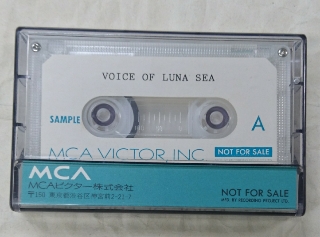 VOICE OF LUNA SEA
SAMPLE
A
MCA VICTOR, INC.
NOT FOR SALE
MCA
MCAビクター株式会社
NOT FOR SALE